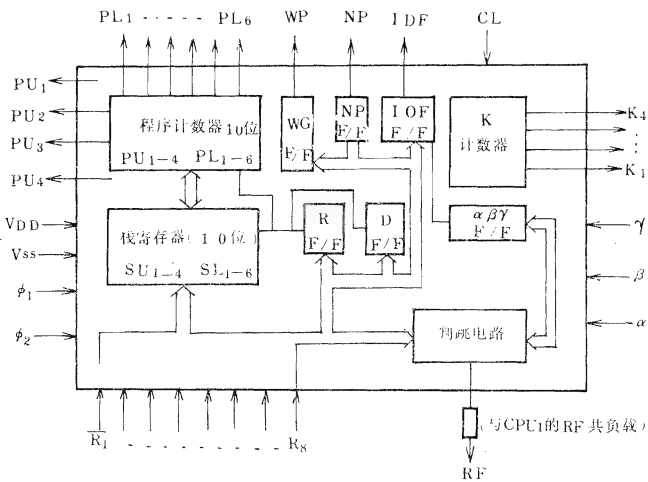 PL₁ - - - - - PL₆ WP NP IDF CL
PU₁
PU₂
PU₃
PU₄
程序计数器10位
PU₁₋₄ PL₁₋₆
WG
F/F
NP
F/F
IOF
F/F
K
计数器
K₄
K₁
VDD
Vss
ϕ₁
ϕ₂
栈寄存器(10位)
SU₁₋₄ SL₁₋₆
R
F/F
D
F/F
αβγ
F/F
γ
β
α
判跳电路
R̅₁ - - - - - - - R₈
(与CPU1的RF共负载)
RF